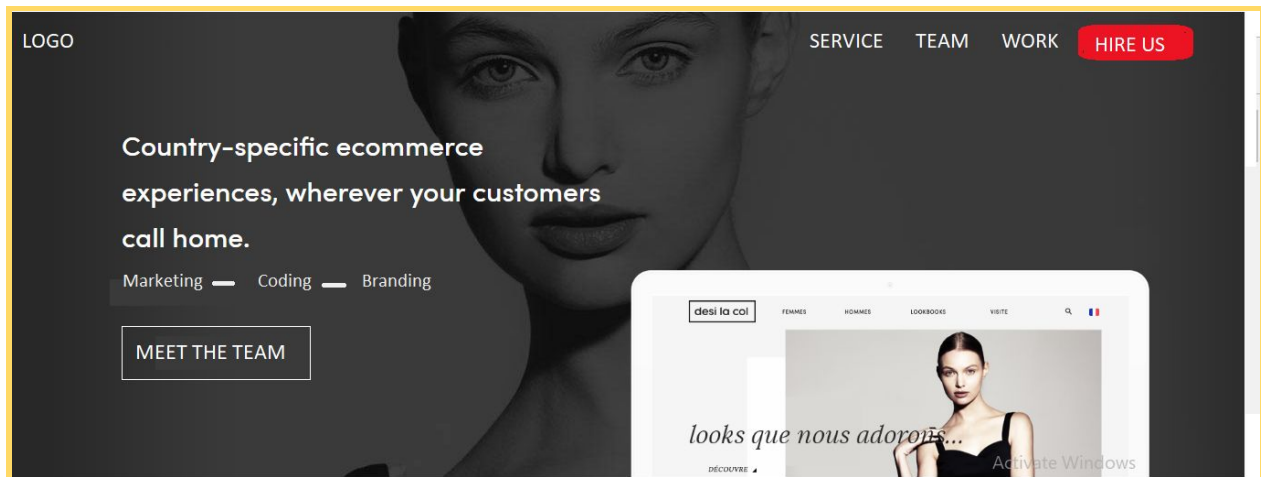 LOGO
SERVICE TEAM WORK HIRE US
Country-specific ecommerce
experiences, wherever your customers
call home.
Marketing — Coding — Branding
MEET THE TEAM
desi la col FEMMES HOMMES LOOKBOOKS VISITE
looks que nous adorons...
DÉCOUVRE
Activate Windows